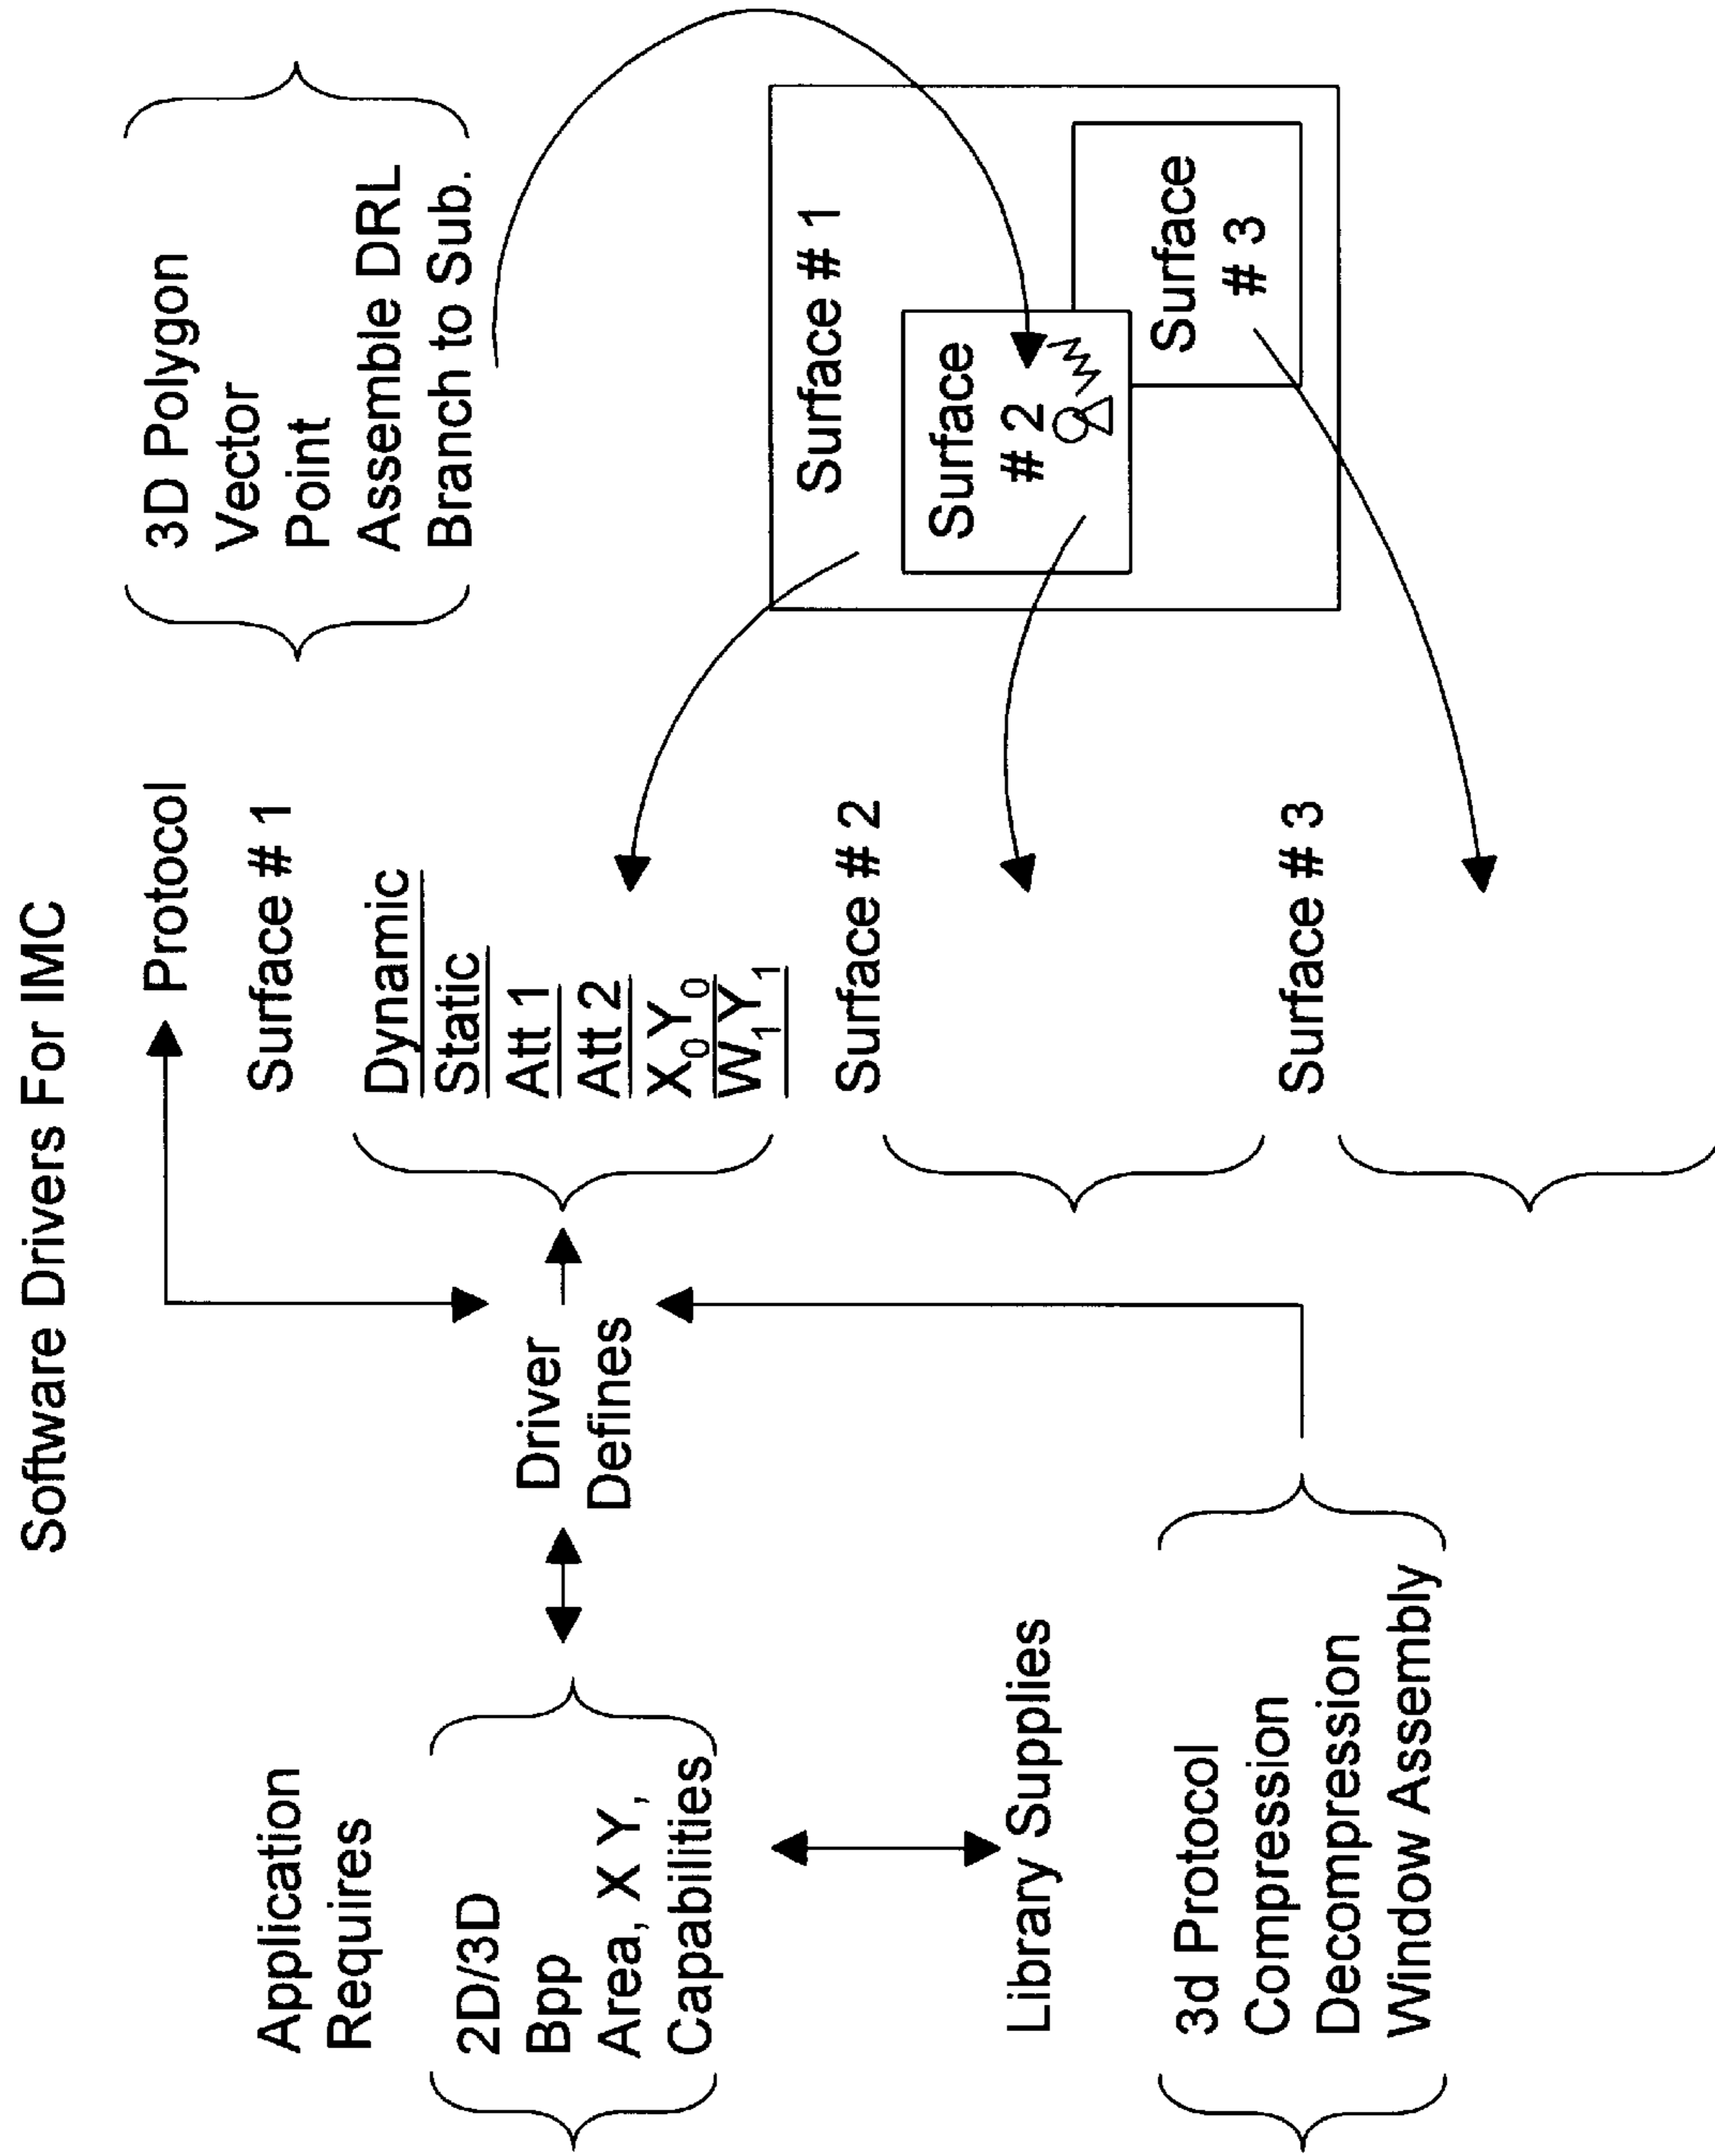 Software Drivers For IMC
Application
Requires
2D/3D
Bpp
Area, X Y,
Capabilities
Library Supplies
3d Protocol
Compression
Decompression
Window Assembly
Driver
Defines
Protocol
Surface # 1
Dynamic
Static
Att 1
Att 2
X₀Y₀
W₁Y₁
Surface # 2
Surface # 3
3D Polygon
Vector
Point
Assemble DRL
Branch to Sub.
Surface # 1
Surface
# 2
Surface
# 3